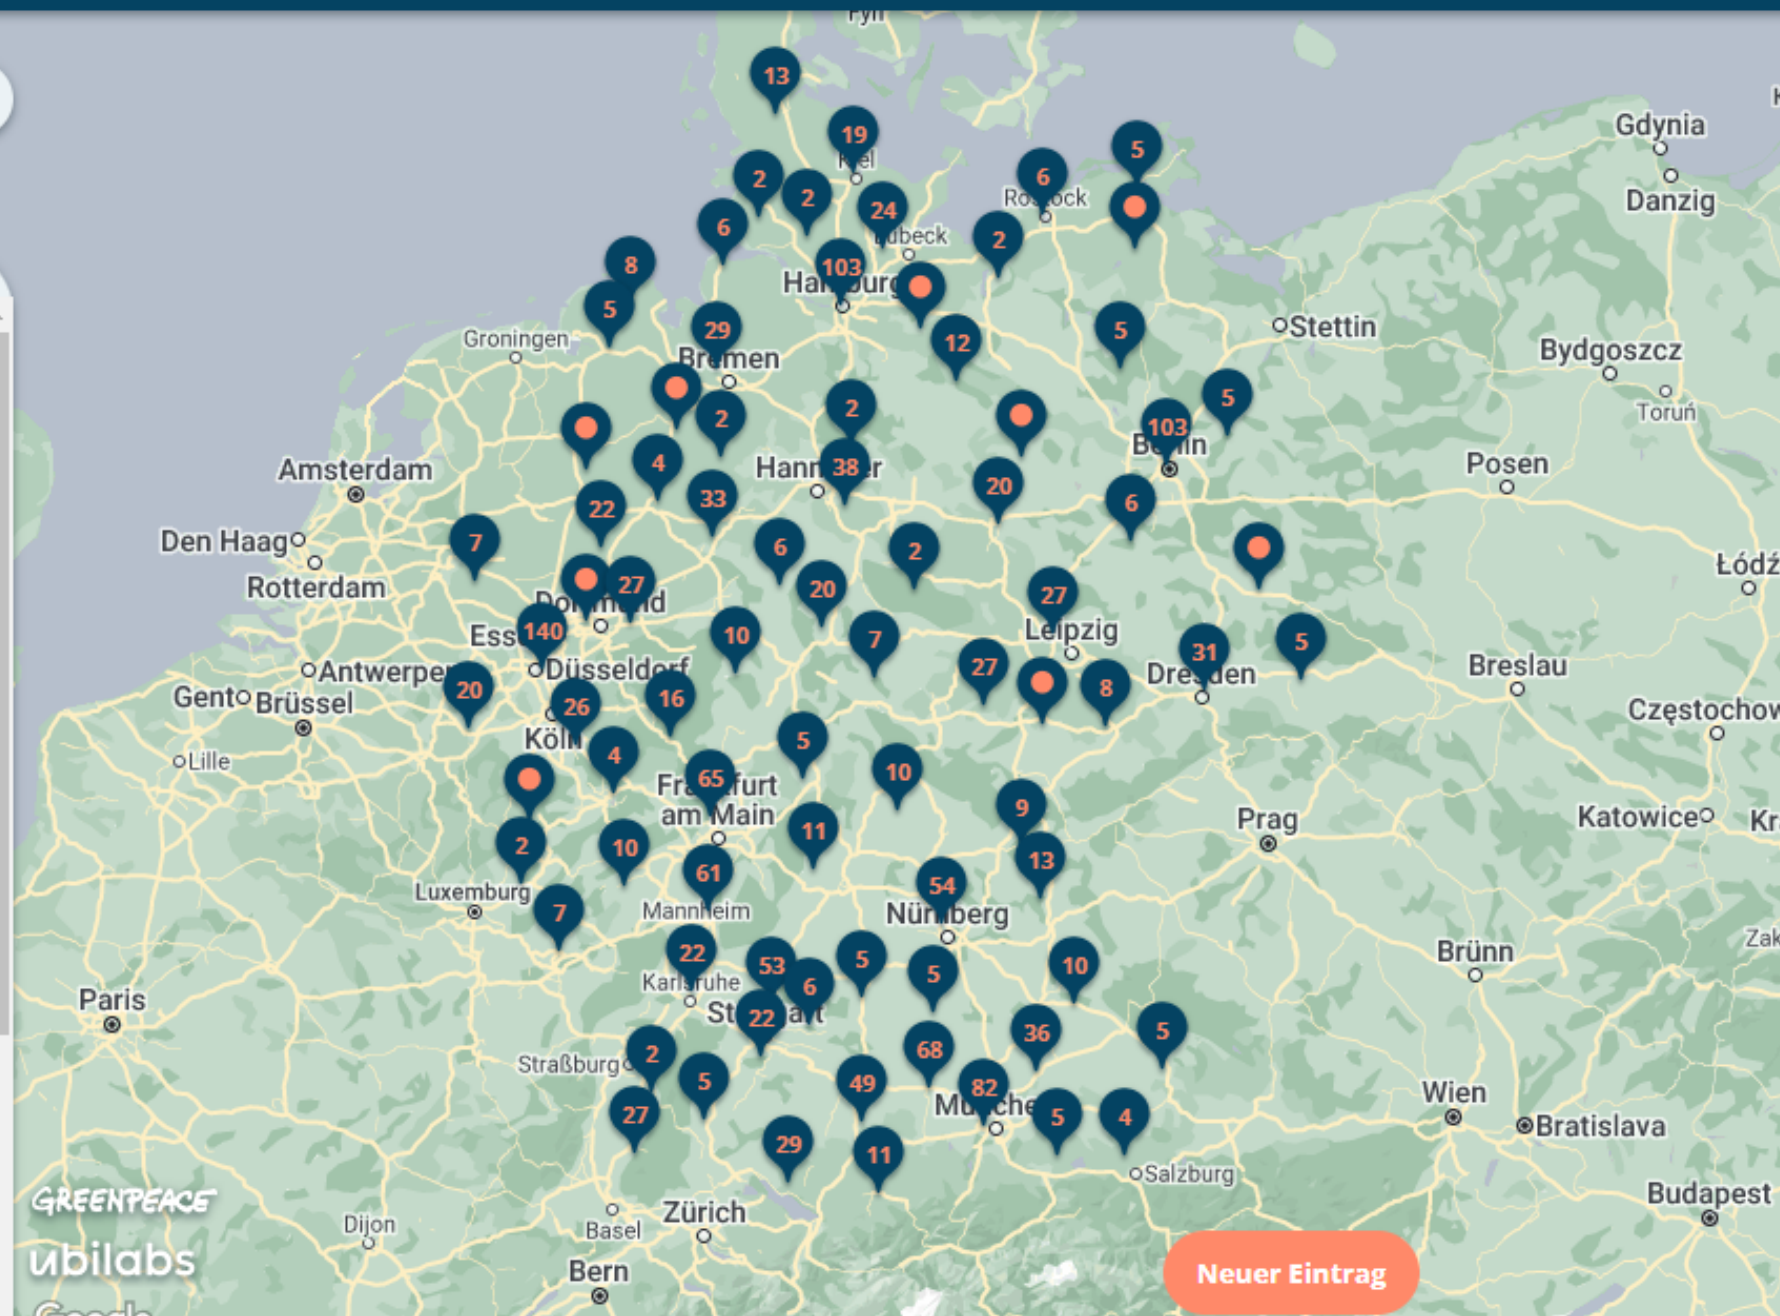 Fyn
13
19
Kiel
5
2
2
6
Rostock
24
Lübeck
2
6
8
103
Hamburg
5
29
Bremen
12
5
Groningen
Stettin
Gdynia
Danzig
Bydgoszcz
Toruń
2
2
5
103
Berlin
4
Hannover
38
20
6
33
22
Amsterdam
Posen
Den Haag
Rotterdam
7
6
2
20
27
Dortmund
27
Leipzig
Łódź
140
10
7
27
8
31
Dresden
5
Antwerpen
Düsseldorf
Gent
Brüssel
20
26
16
Köln
Breslau
Częstochow
Lille
4
5
10
65
Frankfurt
am Main
9
11
13
Prag
Katowice
Kr
2
10
61
54
Nürnberg
Luxemburg
7
Mannheim
22
53
6
5
5
10
Karlsruhe
Stuttgart
22
Brünn
Zak
Paris
36
5
68
Straßburg
2
5
49
82
München
5
4
27
29
11
Wien
Bratislava
Salzburg
GREENPEACE
ubilabs
Google
Dijon
Basel
Zürich
Bern
Budapest
Neuer Eintrag